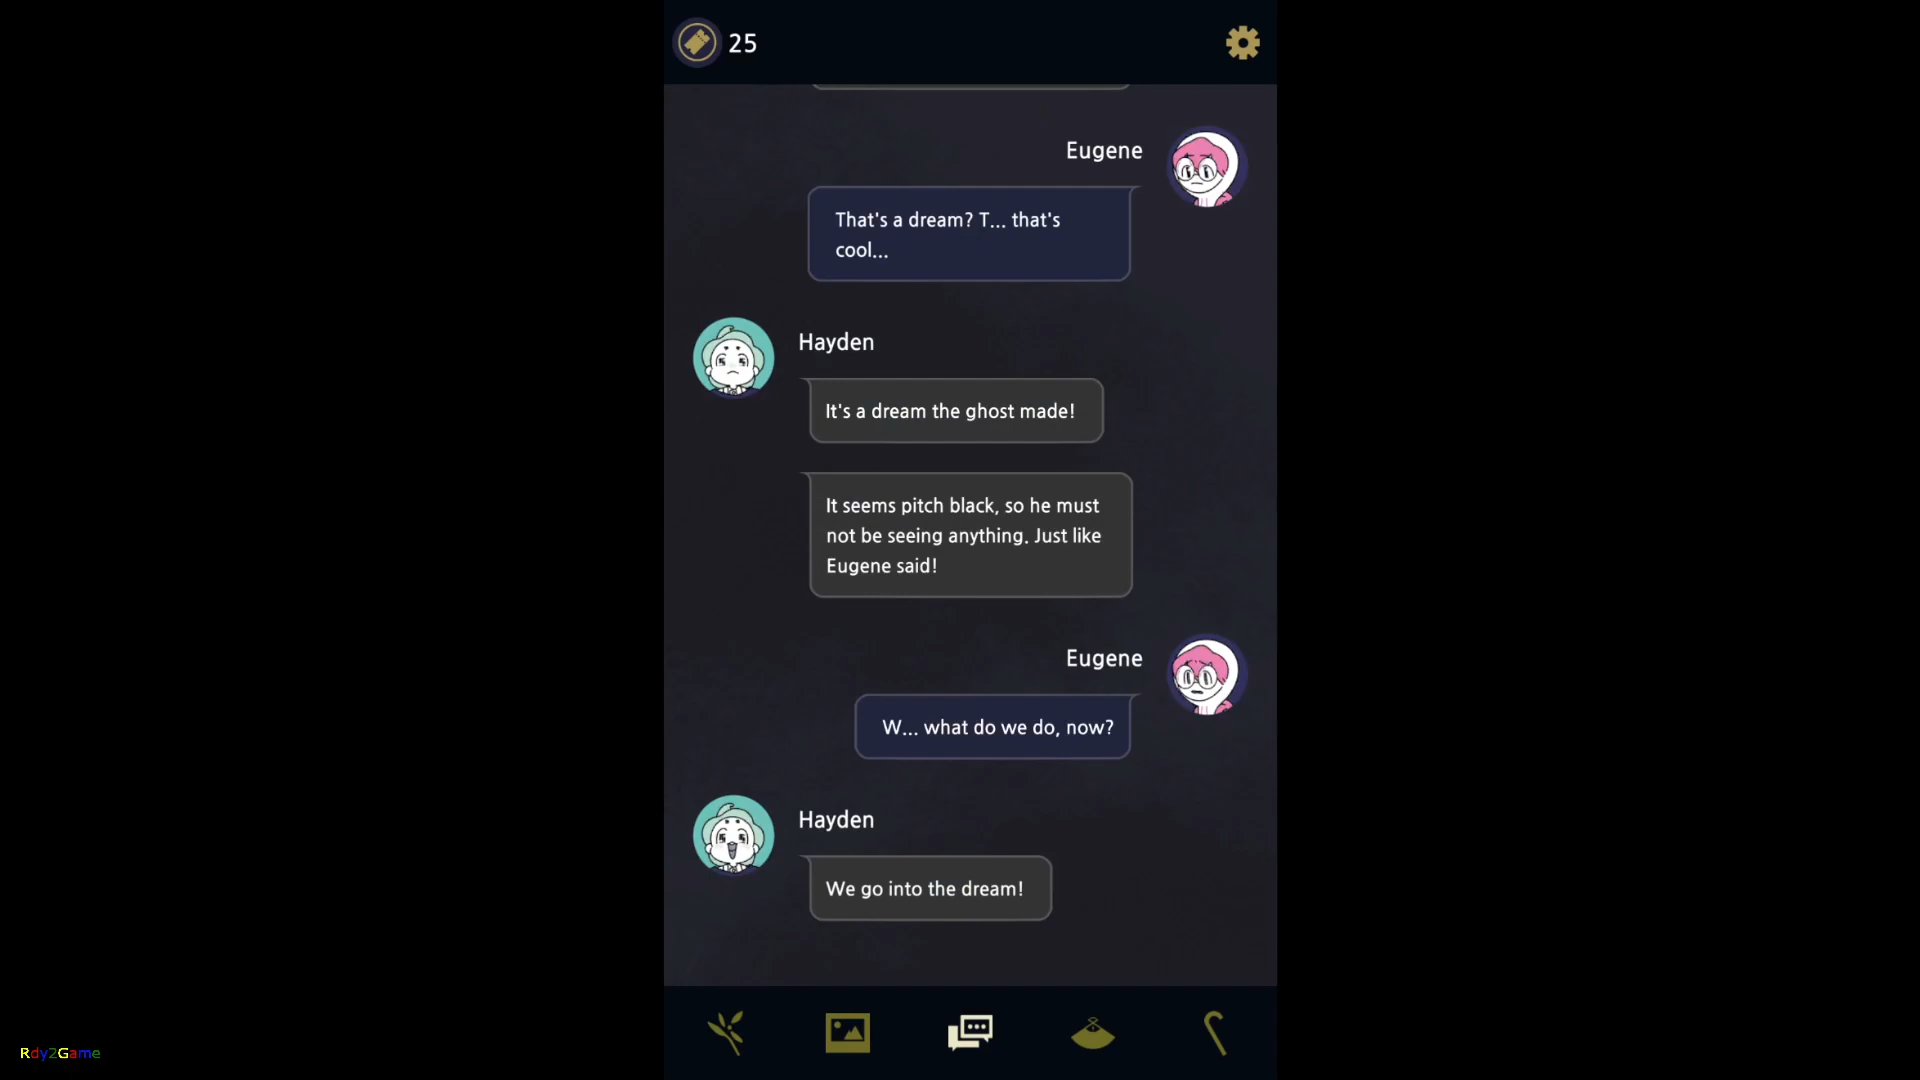 25
Eugene
That's a dream? T... that's
cool...
Hayden
It's a dream the ghost made!
It seems pitch black, so he must
not be seeing anything. Just like
Eugene said!
Eugene
W... what do we do, now?
Hayden
We go into the dream!
Rdy2Game